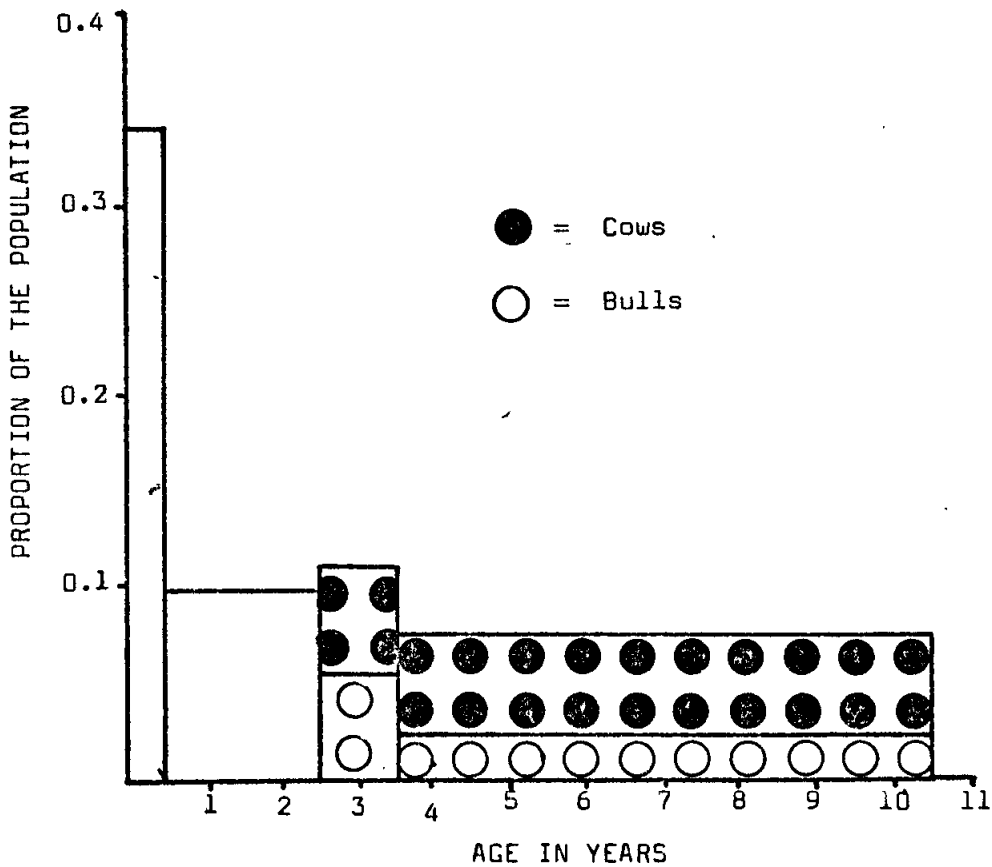 PROPORTION OF THE POPULATION
0.4
0.3
0.2
0.1
= Cows
= Bulls
1 2 3 4 5 6 7 8 9 10 11
AGE IN YEARS